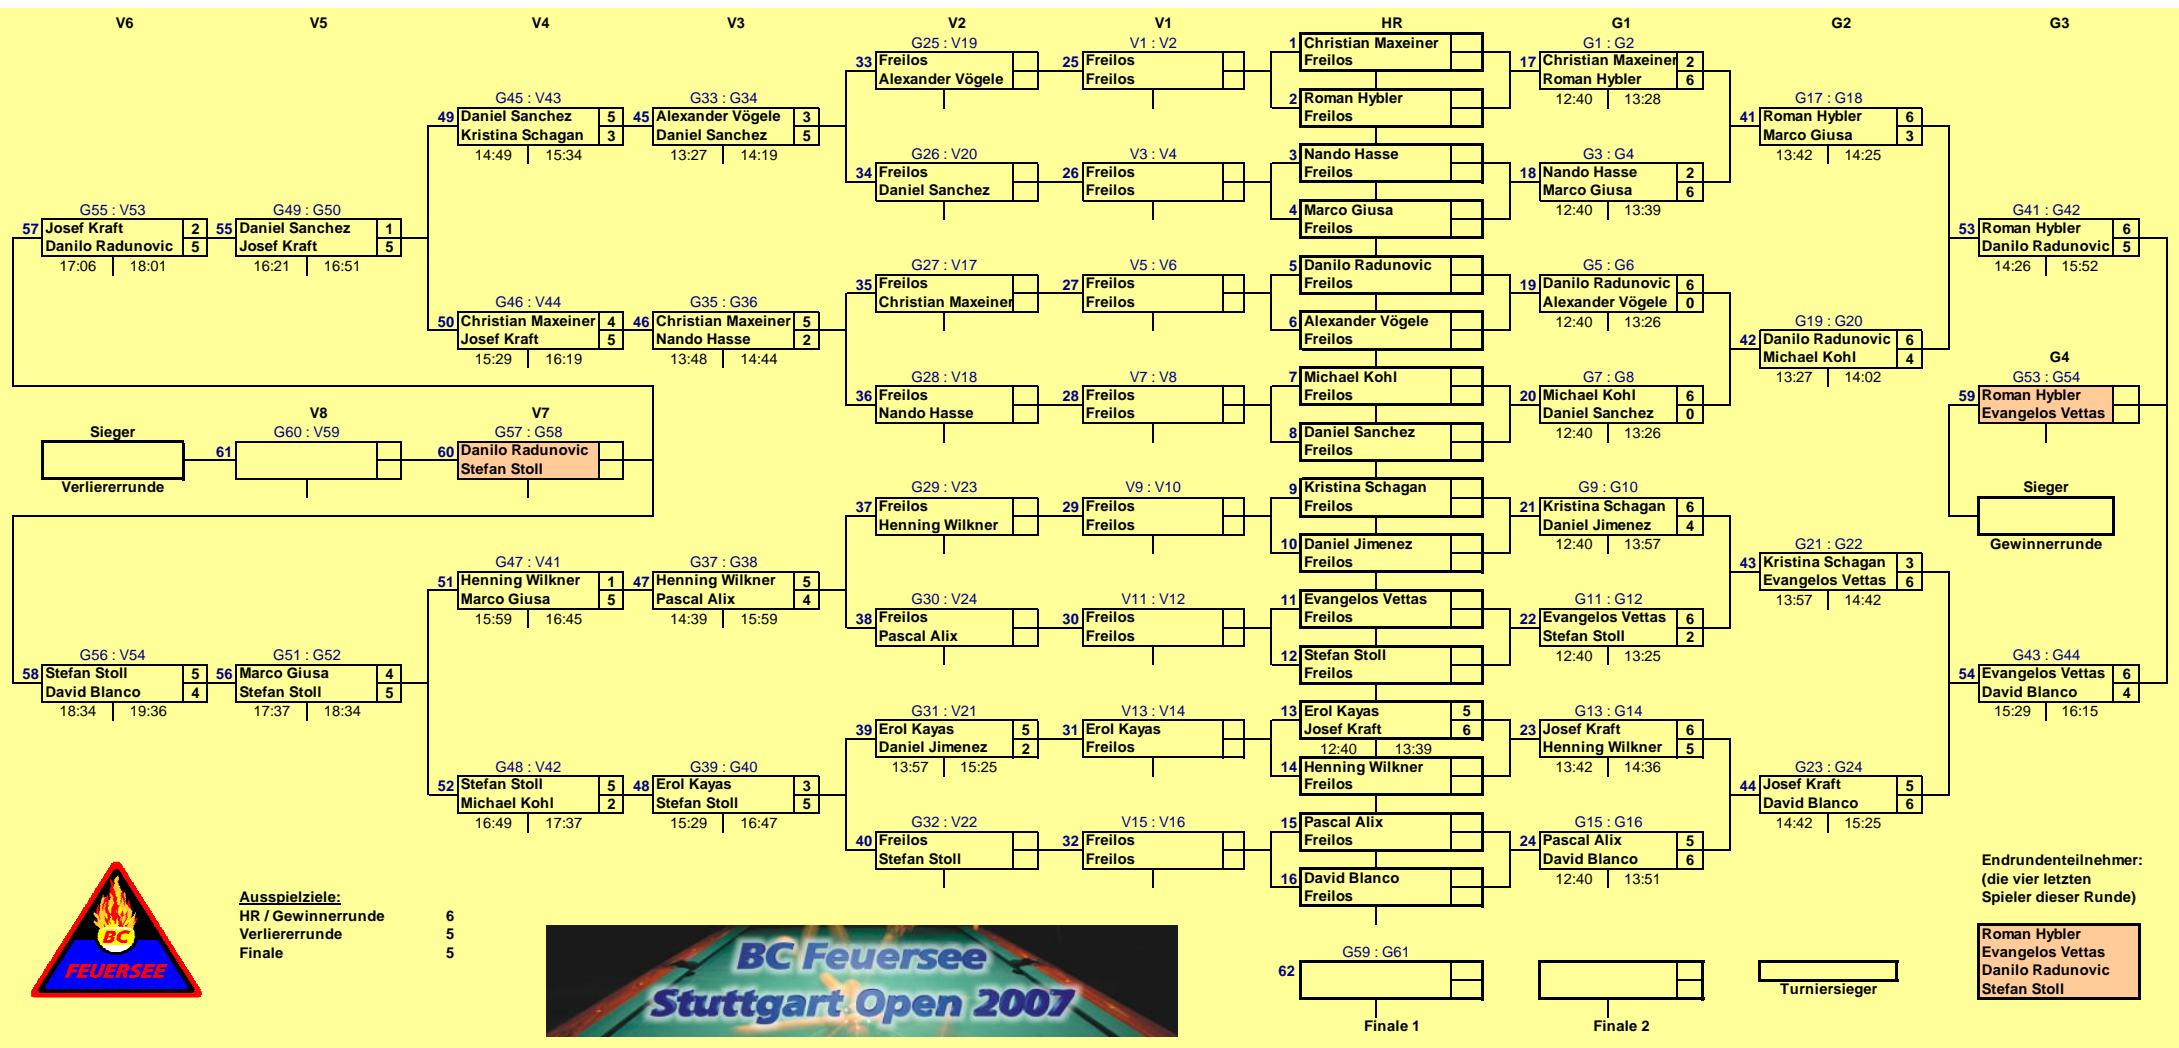 V6 V5 V4 V3 V2 V1 HR G1 G2 G3
G55 : V53
57 Josef Kraft 2
Danilo Radunovic 5
17:06 18:01
G56 : V54
58 Stefan Stoll 5
David Blanco 4
18:34 19:36
G49 : G50
55 Daniel Sanchez 1
Josef Kraft 5
16:21 16:51
G51 : G52
56 Marco Giusa 4
Stefan Stoll 5
17:37 18:34
G45 : V43
49 Daniel Sanchez 5
Kristina Schagan 3
14:49 15:34
G46 : V44
50 Christian Maxeiner 4
Josef Kraft 5
15:29 16:19
G47 : V41
51 Henning Wilkner 1
Marco Giusa 5
15:59 16:45
G48 : V42
52 Stefan Stoll 5
Michael Kohl 2
16:49 17:37
G33 : G34
45 Alexander Vögele 3
Daniel Sanchez 5
13:27 14:19
G35 : G36
46 Christian Maxeiner 5
Nando Hasse 2
13:48 14:44
G37 : G38
47 Henning Wilkner 5
Pascal Alix 4
14:39 15:59
G39 : G40
48 Erol Kayas 3
Stefan Stoll 5
15:29 16:47
G25 : V19
33 Freilos
Alexander Vögele
G26 : V20
34 Freilos
Daniel Sanchez
G27 : V17
35 Freilos
Christian Maxeiner
G28 : V18
36 Freilos
Nando Hasse
G29 : V23
37 Freilos
Henning Wilkner
G30 : V24
38 Freilos
Pascal Alix
G31 : V21
39 Erol Kayas 5
Daniel Jimenez 2
13:57 15:25
G32 : V22
40 Freilos
Stefan Stoll
V1 : V2
25 Freilos
Freilos
V3 : V4
26 Freilos
Freilos
V5 : V6
27 Freilos
Freilos
V7 : V8
28 Freilos
Freilos
V9 : V10
29 Freilos
Freilos
V11 : V12
30 Freilos
Freilos
V13 : V14
31 Erol Kayas
Freilos
V15 : V16
32 Freilos
Freilos
1 Christian Maxeiner
Freilos
2 Roman Hybler
Freilos
3 Nando Hasse
Freilos
4 Marco Giusa
Freilos
5 Danilo Radunovic
Freilos
6 Alexander Vögele
Freilos
7 Michael Kohl
Freilos
8 Daniel Sanchez
Freilos
9 Kristina Schagan
Freilos
10 Daniel Jimenez
Freilos
11 Evangelos Vettas
Freilos
12 Stefan Stoll
Freilos
13 Erol Kayas 5
Josef Kraft 6
12:40 13:39
14 Henning Wilkner
Freilos
15 Pascal Alix
Freilos
16 David Blanco
Freilos
G1 : G2
17 Christian Maxeiner 2
Roman Hybler 6
12:40 13:28
G3 : G4
18 Nando Hasse 2
Marco Giusa 6
12:40 13:39
G5 : G6
19 Danilo Radunovic 6
Alexander Vögele 0
12:40 13:26
G7 : G8
20 Michael Kohl 6
Daniel Sanchez 0
12:40 13:26
G9 : G10
21 Kristina Schagan 6
Daniel Jimenez 4
12:40 13:57
G11 : G12
22 Evangelos Vettas 6
Stefan Stoll 2
12:40 13:25
G13 : G14
23 Josef Kraft 6
Henning Wilkner 5
13:42 14:36
G15 : G16
24 Pascal Alix 5
David Blanco 6
12:40 13:51
G17 : G18
41 Roman Hybler 6
Marco Giusa 3
13:42 14:25
G19 : G20
42 Danilo Radunovic 6
Michael Kohl 4
13:27 14:02
G21 : G22
43 Kristina Schagan 3
Evangelos Vettas 6
13:57 14:42
G23 : G24
44 Josef Kraft 5
David Blanco 6
14:42 15:25
G41 : G42
53 Roman Hybler 6
Danilo Radunovic 5
14:26 15:52
G4
G53 : G54
59 Roman Hybler
Evangelos Vettas
Sieger
Gewinnerrunde
G43 : G44
54 Evangelos Vettas 6
David Blanco 4
15:29 16:15
Sieger
Verliererrunde
V8
G60 : V59
61
V7
G57 : G58
60 Danilo Radunovic
Stefan Stoll
BC
FEUERSEE
Ausspielziele:
HR / Gewinnerrunde 6
Verliererrunde 5
Finale 5
BC Feuersee
Stuttgart Open 2007
G59 : G61
62
Finale 1
Finale 2
Turniersieger
Endrundenteilnehmer:
(die vier letzten
Spieler dieser Runde)
Roman Hybler
Evangelos Vettas
Danilo Radunovic
Stefan Stoll